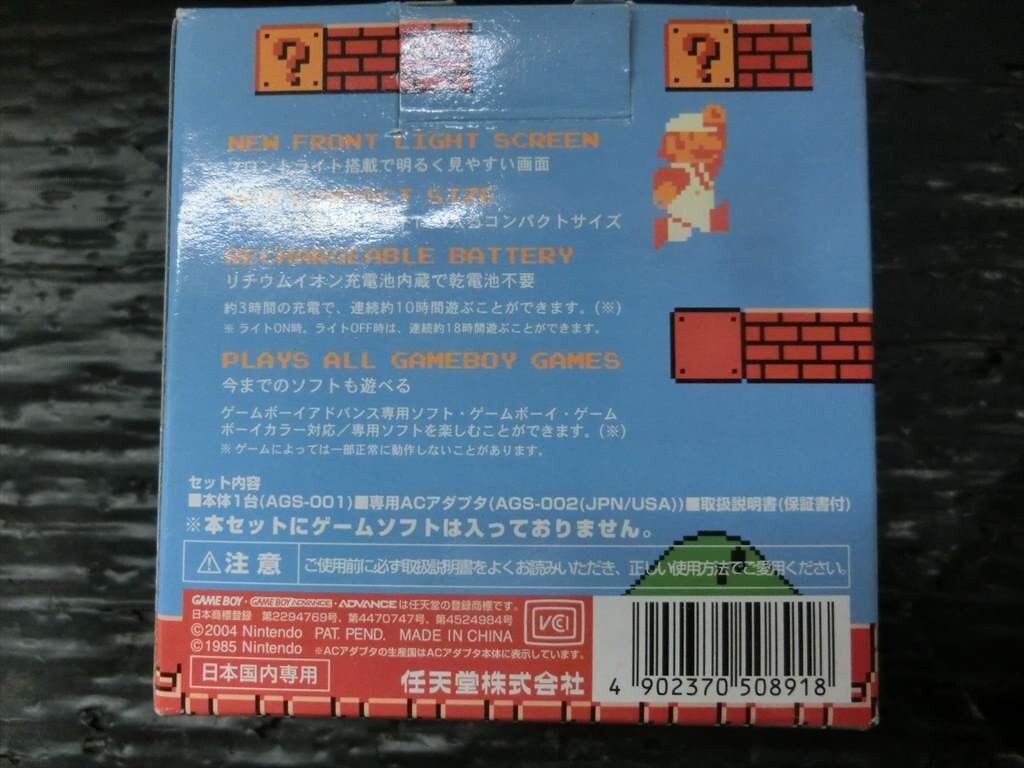 NEW FRONT LIGHT SCREEN
フロントライト搭載で明るく見やすい画面
SIZE
コンパクトサイズ
RECHARGEABLE BATTERY
リチウムイオン充電池内蔵で乾電池不要
約3時間の充電で、連続約10時間遊ぶことができます。(※)
※ライトON時。ライトOFF時は、連続約18時間遊ぶことができます。
PLAYS ALL GAMEBOY GAMES
今までのソフトも遊べる
ゲームボーイアドバンス専用ソフト・ゲームボーイ・ゲーム
ボーイカラー対応／専用ソフトを楽しむことができます。(※)
※ゲームによっては一部正常に動作しないことがあります。
セット内容
■本体1台(AGS-001)■専用ACアダプタ(AGS-002(JPN/USA))■取扱説明書(保証書付)
※本セットにゲームソフトは入っておりません。
⚠注意 ご使用前に必ず取扱説明書をよくお読みいただき、正しい使用方法でご愛用ください。
GAME BOY・GAME BOY ADVANCE・ADVANCEは任天堂の登録商標です。
日本商標登録 第2294769号、第4470747号、第4524984号
©2004 Nintendo PAT. PEND. MADE IN CHINA
©1985 Nintendo ※ACアダプタの生産国はACアダプタ本体に表示しています。
VCI
日本国内専用
任天堂株式会社
4 902370 508918